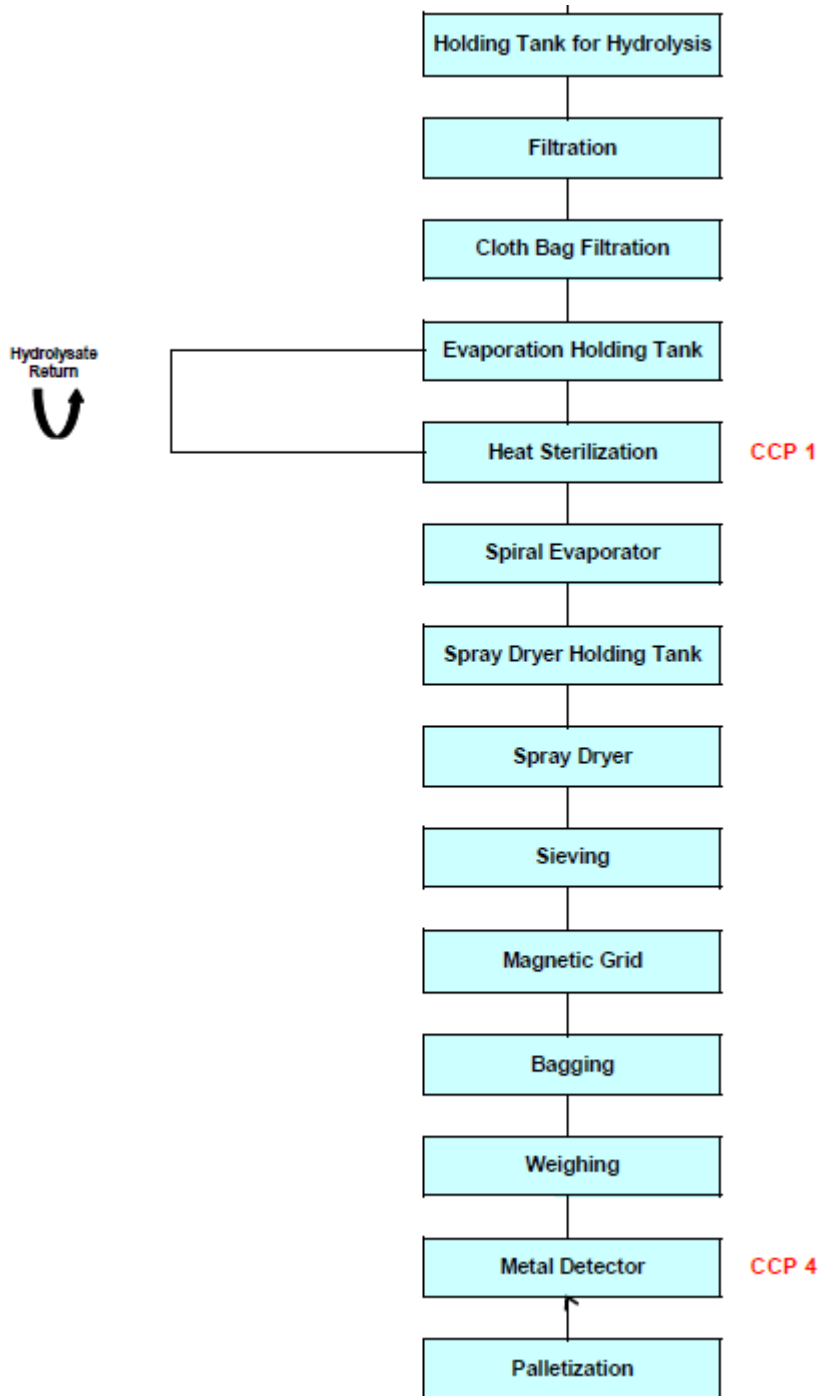 Holding Tank for Hydrolysis
Filtration
Cloth Bag Filtration
Hydrolysate
Return
Evaporation Holding Tank
Heat Sterilization
CCP 1
Spiral Evaporator
Spray Dryer Holding Tank
Spray Dryer
Sieving
Magnetic Grid
Bagging
Weighing
Metal Detector
CCP 4
Palletization